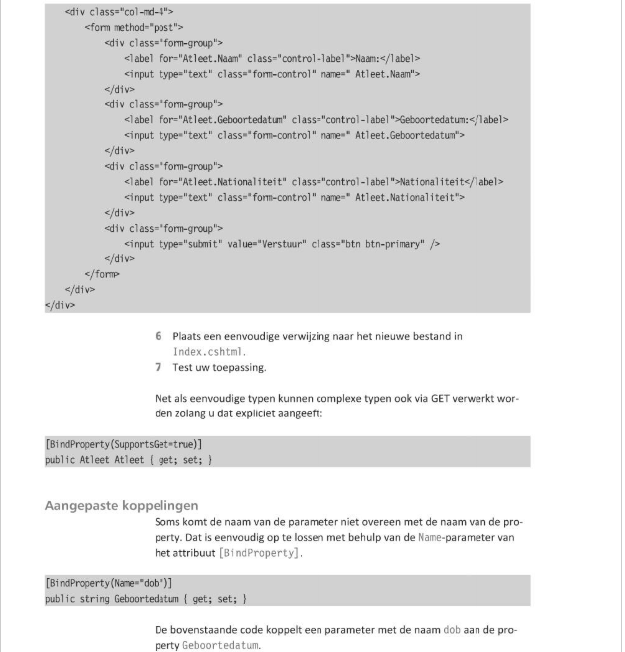 <div class="col-md-4">
<form method="post">
<div class="form-group">
<label for="Atleet.Naam" class="control-label">Naam:</label>
<input type="text" class="form-control" name=" Atleet.Naam">
</div>
<div class="form-group">
<label for="Atleet.Geboortedatum" class="control-label">Geboortedatum:</label>
<input type="text" class="form-control" name=" Atleet.Geboortedatum">
</div>
<div class="form-group">
<label for="Atleet.Nationaliteit" class="control-label">Nationaliteit</label>
<input type="text" class="form-control" name=" Atleet.Nationaliteit">
</div>
<div class="form-group">
<input type="submit" value="Verstuur" class="btn btn-primary" />
</div>
</form>
</div>
</div>
6 Plaats een eenvoudige verwijzing naar het nieuwe bestand in
Index.cshtml.
7 Test uw toepassing.
Net als eenvoudige typen kunnen complexe typen ook via GET verwerkt wor-
den zolang u dat expliciet aangeeft:
[BindProperty(SupportsGet=true)]
public Atleet Atleet { get; set; }
Aangepaste koppelingen
Soms komt de naam van de parameter niet overeen met de naam van de pro-
perty. Dat is eenvoudig op te lossen met behulp van de Name-parameter van
het attribuut [BindProperty].
[BindProperty(Name="dob")]
public string Geboortedatum { get; set; }
De bovenstaande code koppelt een parameter met de naam dob aan de pro-
perty Geboortedatum.